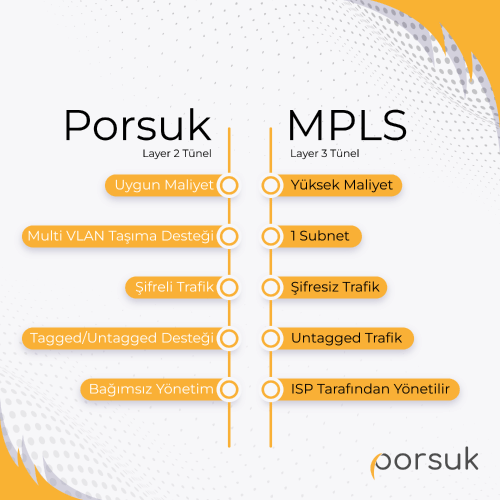 Porsuk
Layer 2 Tünel
MPLS
Layer 3 Tünel
Uygun Maliyet
Yüksek Maliyet
Multi VLAN Taşıma Desteği
1 Subnet
Şifreli Trafik
Şifresiz Trafik
Tagged/Untagged Desteği
Untagged Trafik
Bağımsız Yönetim
ISP Tarafından Yönetilir
porsuk